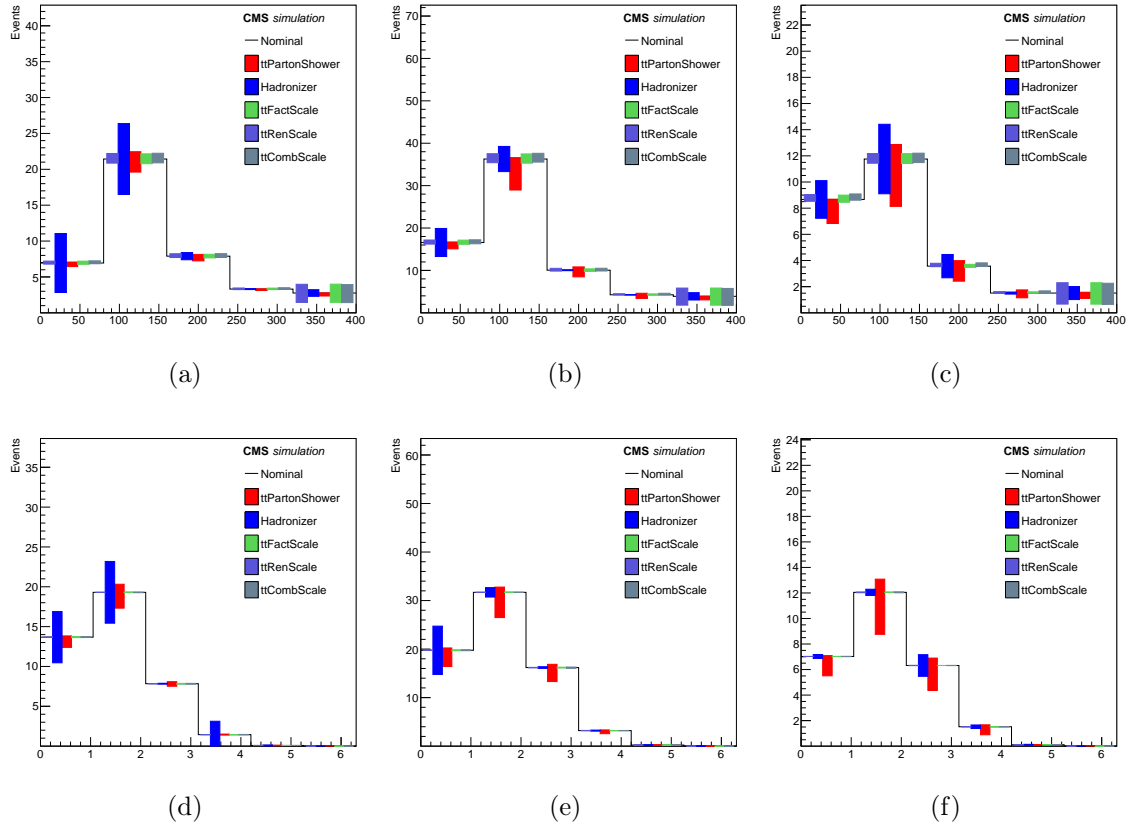 Events
CMS simulation
Nominal
ttPartonShower
Hadronizer
ttFactScale
ttRenScale
ttCombScale
40
35
30
25
20
15
10
5
0 50 100 150 200 250 300 350 400
(a)
Events
CMS simulation
Nominal
ttPartonShower
Hadronizer
ttFactScale
ttRenScale
ttCombScale
70
60
50
40
30
20
10
0 50 100 150 200 250 300 350 400
(b)
Events
CMS simulation
Nominal
ttPartonShower
Hadronizer
ttFactScale
ttRenScale
ttCombScale
22
20
18
16
14
12
10
8
6
4
2
0 50 100 150 200 250 300 350 400
(c)
Events
CMS simulation
Nominal
ttPartonShower
Hadronizer
ttFactScale
ttRenScale
ttCombScale
35
30
25
20
15
10
5
0 1 2 3 4 5 6
(d)
Events
CMS simulation
Nominal
ttPartonShower
Hadronizer
ttFactScale
ttRenScale
ttCombScale
60
50
40
30
20
10
0 1 2 3 4 5 6
(e)
Events
CMS simulation
Nominal
ttPartonShower
Hadronizer
ttFactScale
ttRenScale
ttCombScale
24
22
20
18
16
14
12
10
8
6
4
2
0 1 2 3 4 5 6
(f)